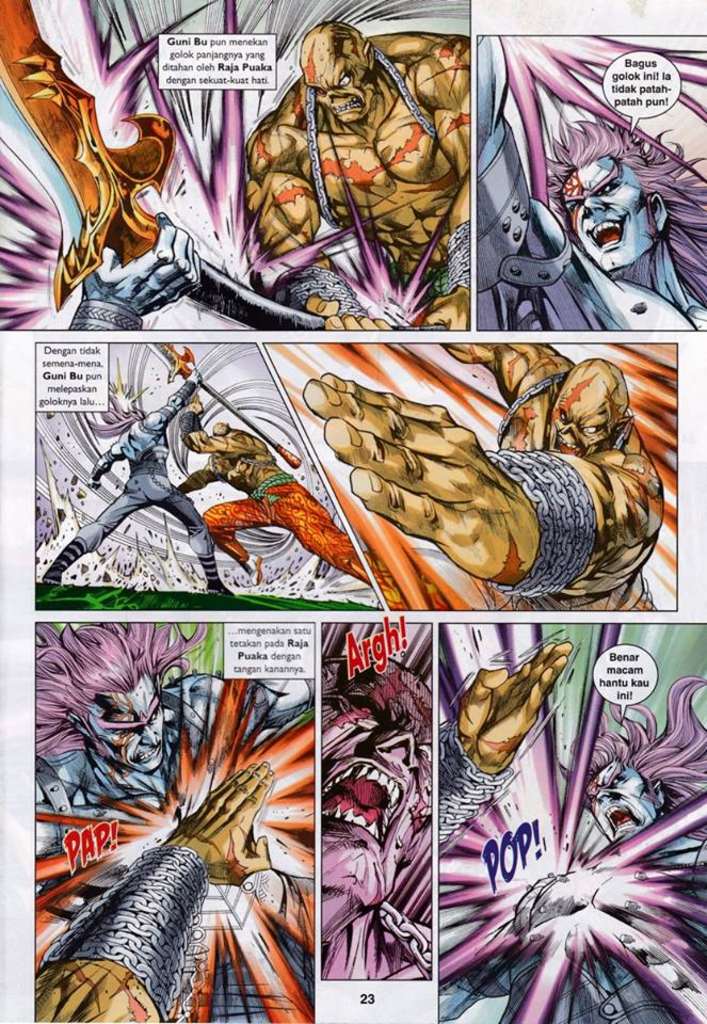 Guni Bu pun menekan
golok panjangnya yang
ditahan oleh Raja Puaka
dengan sekuat-kuat hati.
Bagus
golok ini! Ia
tidak patah-
patah pun!
Dengan tidak
semena-mena,
Guni Bu pun
melepaskan
goloknya lalu...
...mengenakan satu
tetakan pada Raja
Puaka dengan
tangan kanannya.
PAP!
Argh!
Benar
macam
hantu kau
ini!
POP!
23